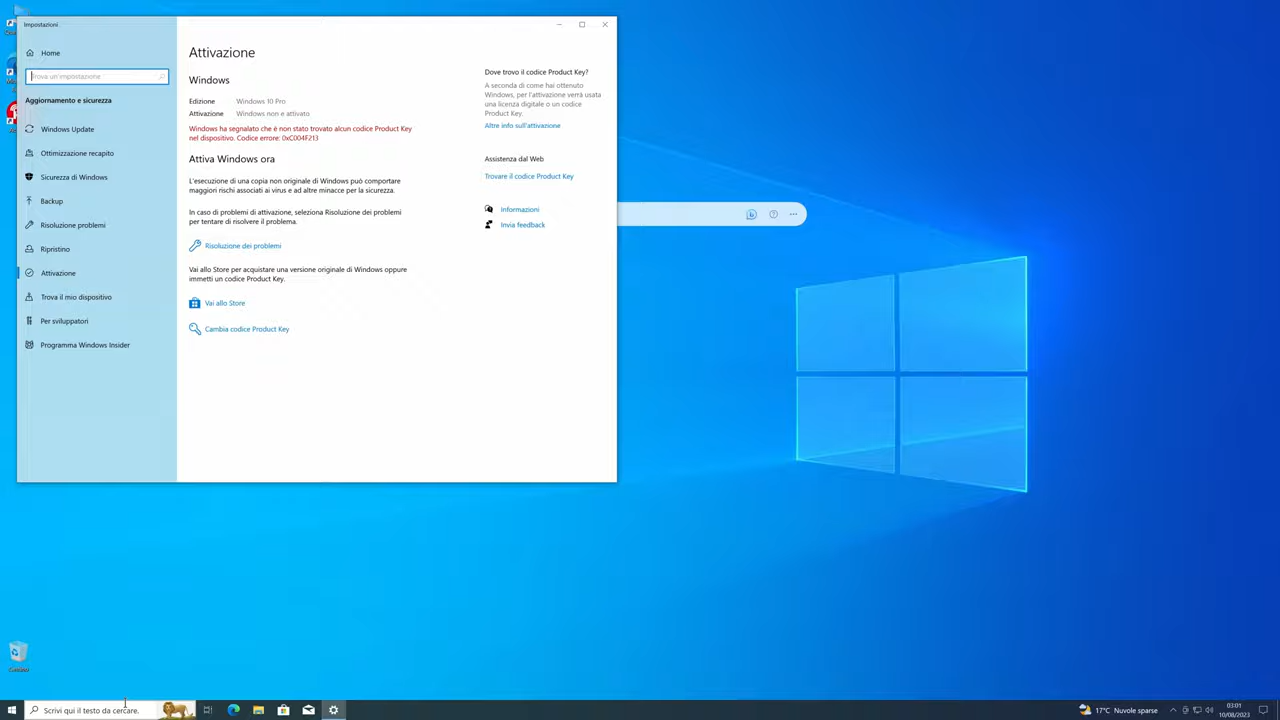 Impostazioni
Home
Trova un'impostazione
Aggiornamento e sicurezza
Windows Update
Ottimizzazione recapito
Sicurezza di Windows
Backup
Risoluzione problemi
Ripristino
Attivazione
Trova il mio dispositivo
Per sviluppatori
Programma Windows Insider
Attivazione
Windows
Edizione Windows 10 Pro
Attivazione Windows non e attivato
Windows ha segnalato che è non stato trovato alcun codice Product Key
nel dispositivo. Codice errore: 0xC004F213
Attiva Windows ora
L'esecuzione di una copia non originale di Windows può comportare
maggiori rischi associati ai virus e ad altre minacce per la sicurezza.
In caso di problemi di attivazione, seleziona Risoluzione dei problemi
per tentare di risolvere il problema.
Risoluzione dei problemi
Vai allo Store per acquistare una versione originale di Windows oppure
immetti un codice Product Key.
Vai allo Store
Cambia codice Product Key
Dove trovo il codice Product Key?
A seconda di come hai ottenuto
Windows, per l'attivazione verrà usata
una licenza digitale o un codice
Product Key.
Altre info sull'attivazione
Assistenza dal Web
Trovare il codice Product Key
Informazioni
Invia feedback
Cestino
Scrivi qui il testo da cercare.
17°C Nuvole sparse
03:01
10/08/2023